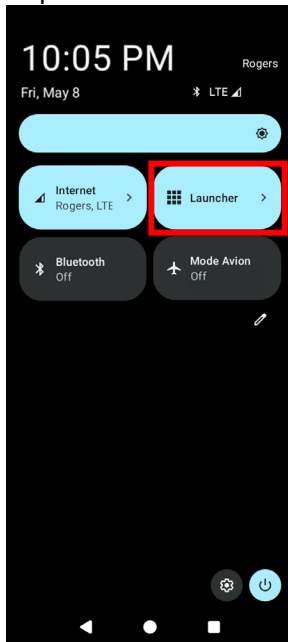 10:05 PM
Rogers
Fri, May 8
LTE
Internet
Rogers, LTE
Launcher
Bluetooth
Off
Mode Avion
Off